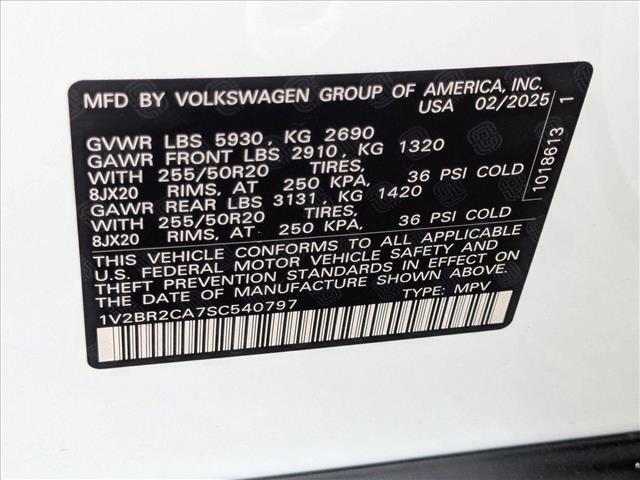 MFD BY VOLKSWAGEN GROUP OF AMERICA, INC.
USA 02/2025
GVWR LBS 5930, KG 2690
GAWR FRONT LBS 2910, KG 1320
WITH 255/50R20 TIRES,
8JX20 RIMS, AT 250 KPA, 36 PSI COLD
GAWR REAR LBS 3131, KG 1420
WITH 255/50R20 TIRES,
8JX20 RIMS, AT 250 KPA, 36 PSI COLD
THIS VEHICLE CONFORMS TO ALL APPLICABLE
U.S. FEDERAL MOTOR VEHICLE SAFETY AND
THEFT PREVENTION STANDARDS IN EFFECT ON
THE DATE OF MANUFACTURE SHOWN ABOVE.
1V2BR2CA7SC540797 TYPE: MPV
1018613 1